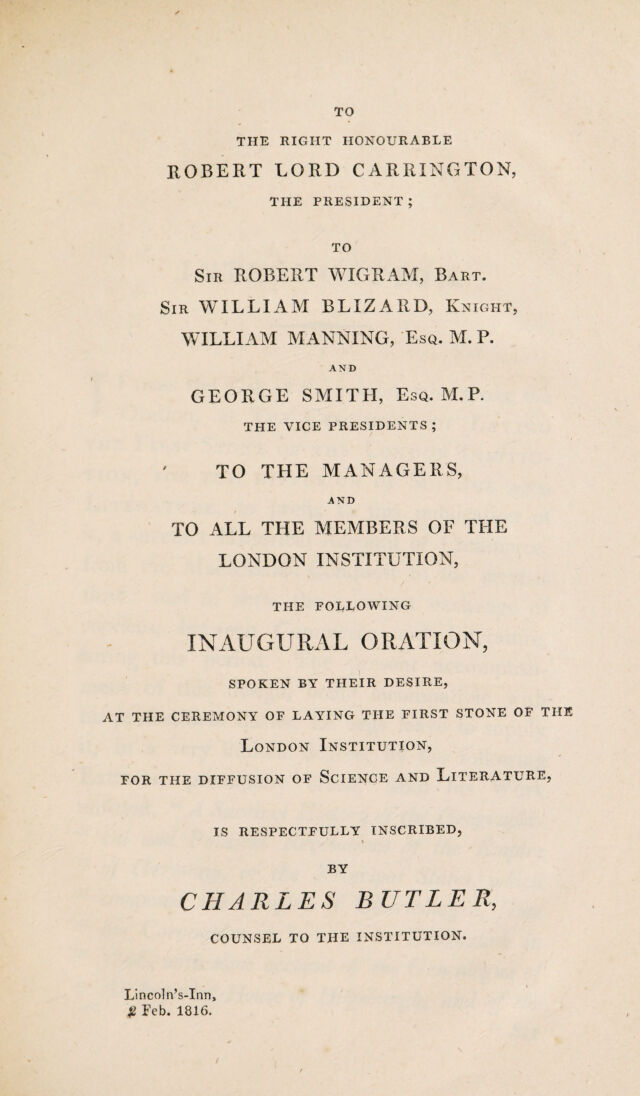 TO
THE RIGHT HONOURABLE
ROBERT LORD CARRINGTON,
THE PRESIDENT;
TO
SIR ROBERT WIGRAM, BART.
SIR WILLIAM BLIZARD, KNIGHT,
WILLIAM MANNING, ESQ. M.P.
AND
GEORGE SMITH, ESQ. M.P.
THE VICE PRESIDENTS;
TO THE MANAGERS,
AND
TO ALL THE MEMBERS OF THE
LONDON INSTITUTION,
THE FOLLOWING
INAUGURAL ORATION,
SPOKEN BY THEIR DESIRE,
AT THE CEREMONY OF LAYING THE FIRST STONE OF THE
LONDON INSTITUTION,
FOR THE DIFFUSION OF SCIENCE AND LITERATURE,
IS RESPECTFULLY INSCRIBED,
BY
CHARLES BUTLER,
COUNSEL TO THE INSTITUTION.
Lincoln's-Inn,
2 Feb. 1816.